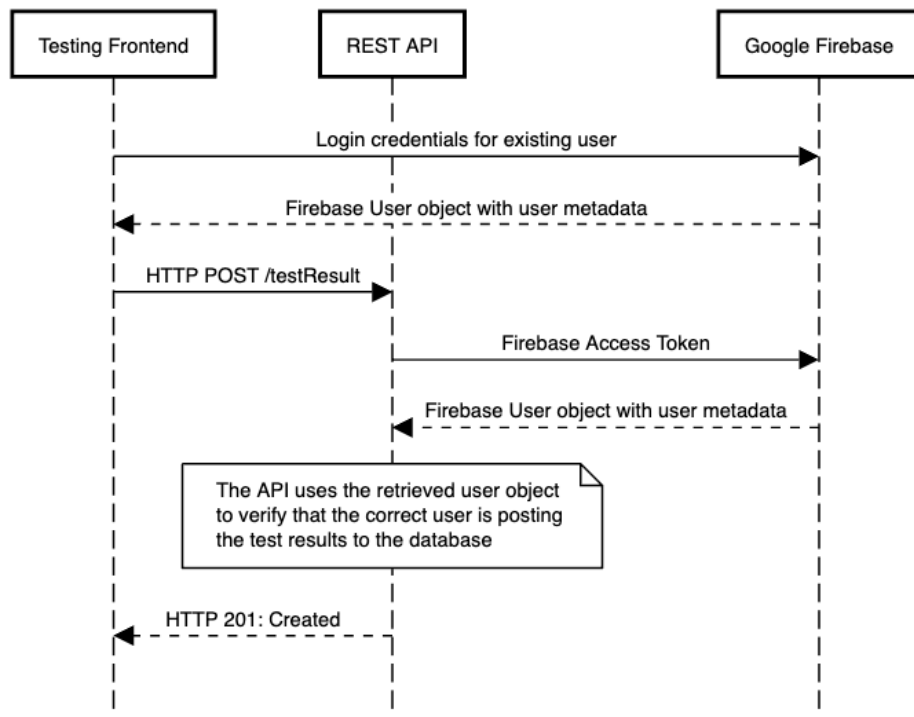 Testing Frontend
REST API
Google Firebase
Login credentials for existing user
Firebase User object with user metadata
HTTP POST /testResult
Firebase Access Token
Firebase User object with user metadata
The API uses the retrieved user object
to verify that the correct user is posting
the test results to the database
HTTP 201: Created